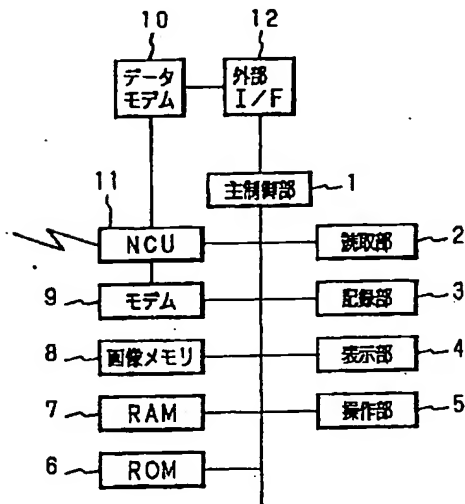 10
12
データ
モデム
外部
I/F
主制御部
1
11
NCU
読取部
2
9
モデム
記録部
3
8
画像メモリ
表示部
4
7
RAM
操作部
5
6
ROM